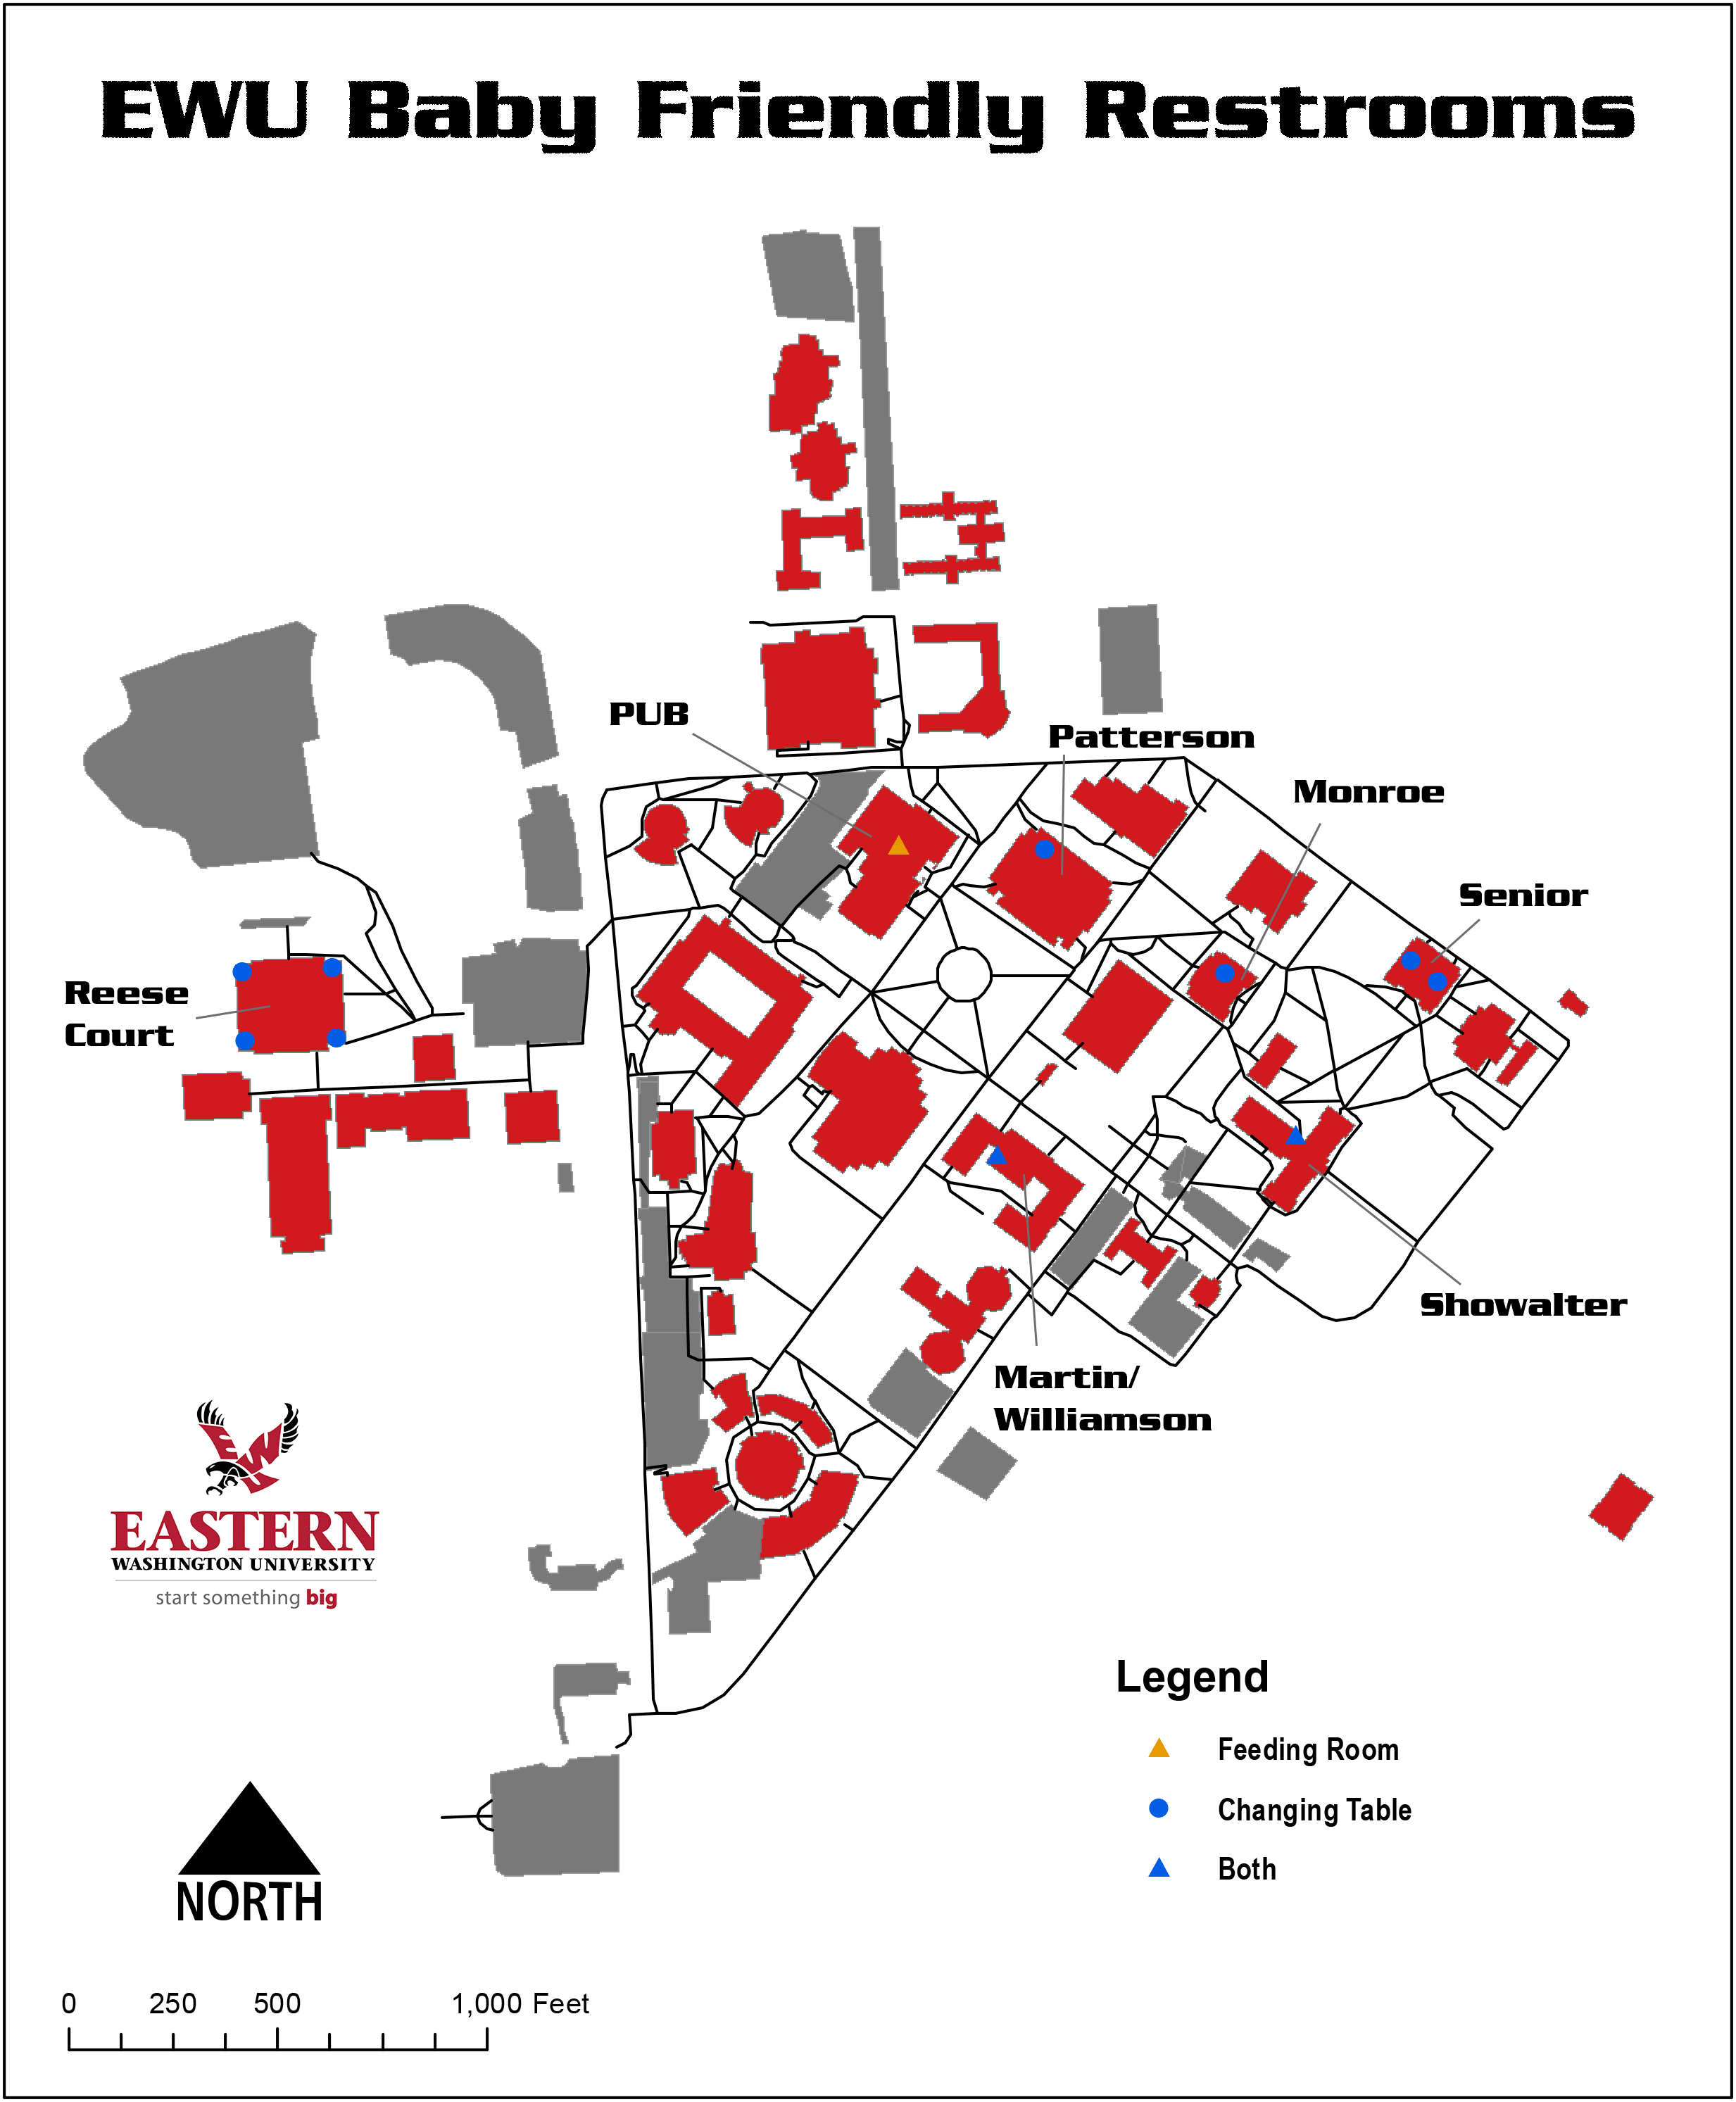 EWU Baby Friendly Restrooms
PUB
Patterson
Monroe
Senior
Reese
Court
Showalter
Martin/
Williamson
EWU
EASTERN
WASHINGTON UNIVERSITY
start something big
Legend
Feeding Room
Changing Table
Both
NORTH
0 250 500 1,000 Feet